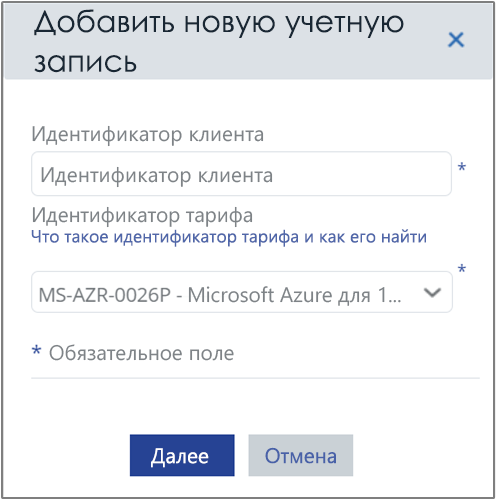 Добавить новую учетную
запись
Идентификатор клиента
Идентификатор клиента
*
Идентификатор тарифа
Что такое идентификатор тарифа и как его найти
*
MS-AZR-0026P - Microsoft Azure для 1...
* Обязательное поле
Далее
Отмена